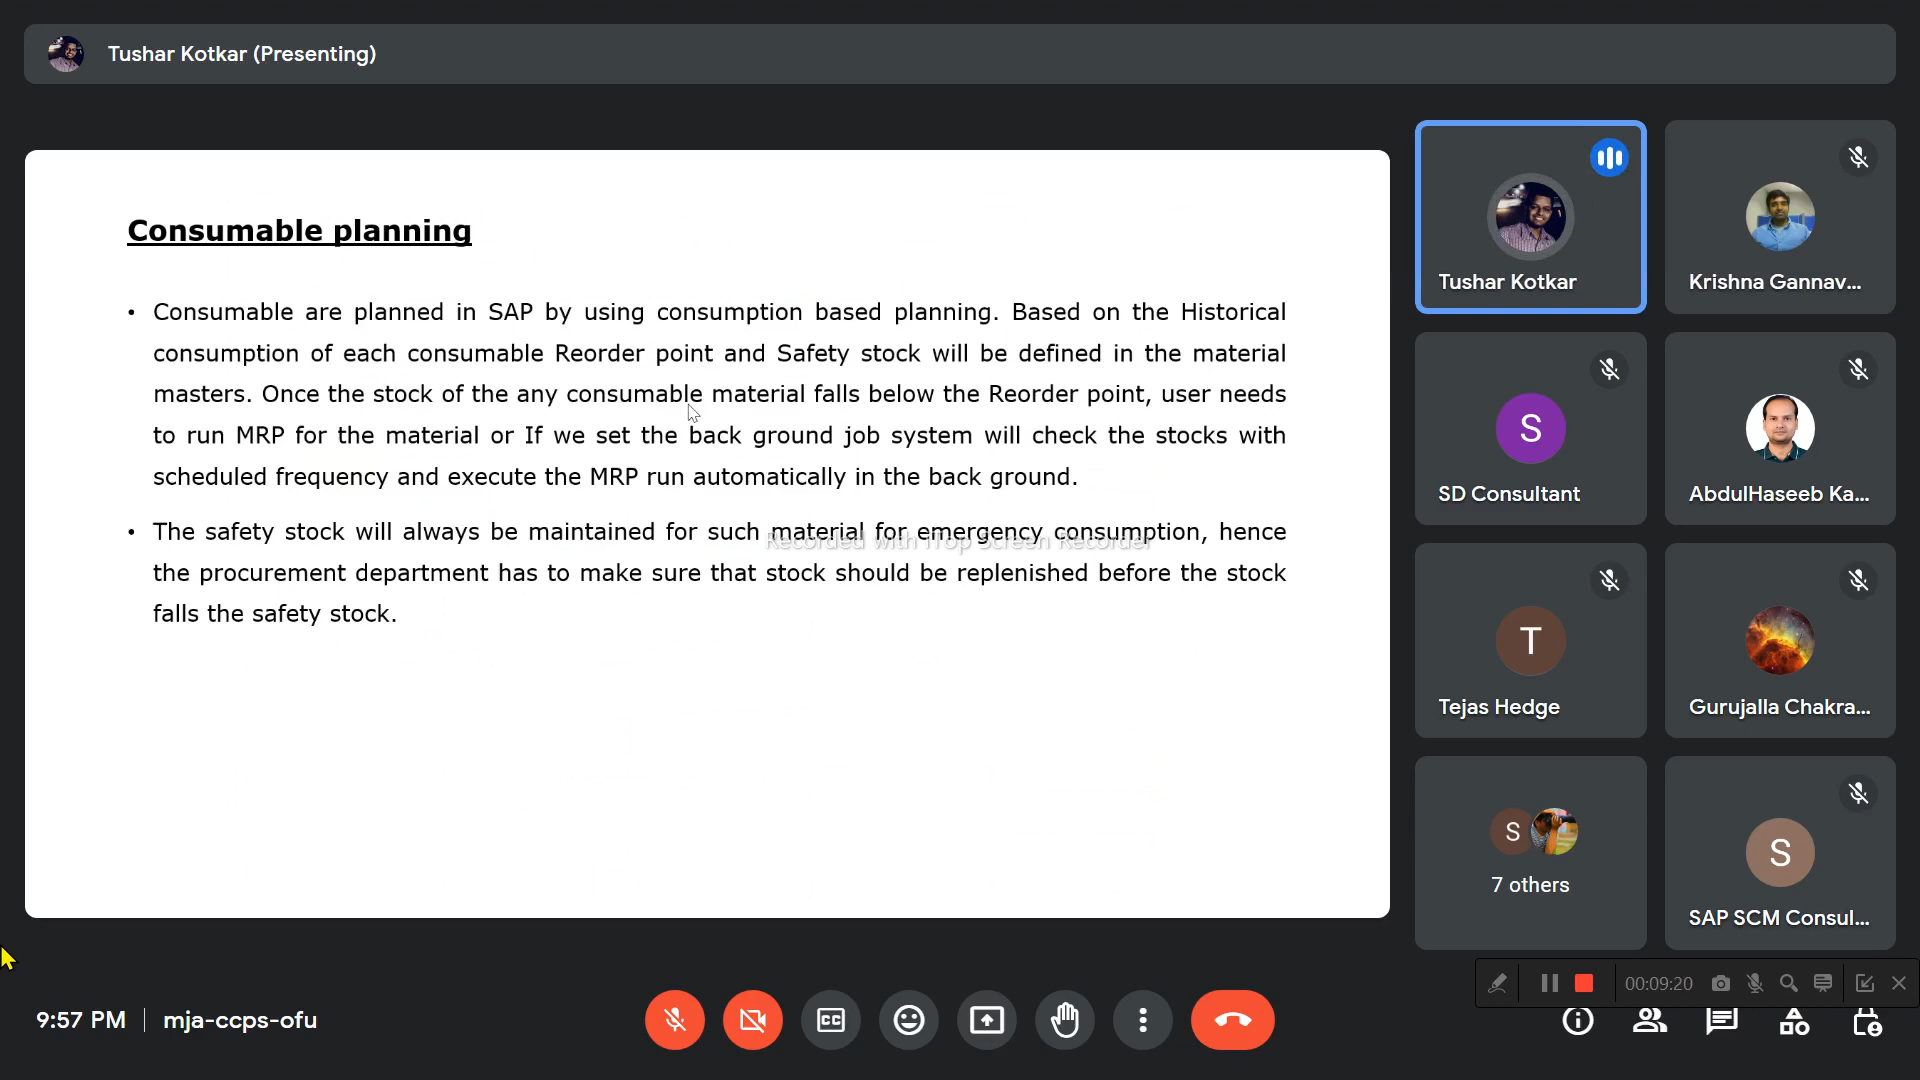 Tushar Kotkar (Presenting)
Consumable planning
• Consumable are planned in SAP by using consumption based planning. Based on the Historical
consumption of each consumable Reorder point and Safety stock will be defined in the material
masters. Once the stock of the any consumable material falls below the Reorder point, user needs
to run MRP for the material or If we set the back ground job system will check the stocks with
scheduled frequency and execute the MRP run automatically in the back ground.
• The safety stock will always be maintained for such material for emergency consumption, hence
the procurement department has to make sure that stock should be replenished before the stock
falls the safety stock.
Recorded with iTop Screen Recorder
Tushar Kotkar
Krishna Gannav...
S
SD Consultant
AbdulHaseeb Ka...
T
Tejas Hedge
Gurujalla Chakra...
S
7 others
S
SAP SCM Consul...
00:09:20
9:57 PM
mja-ccps-ofu
CC